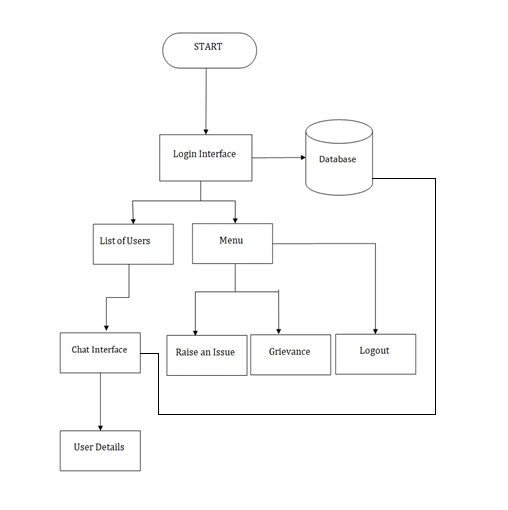 START
Login Interface
Database
List of Users
Menu
Chat Interface
Raise an Issue
Grievance
Logout
User Details